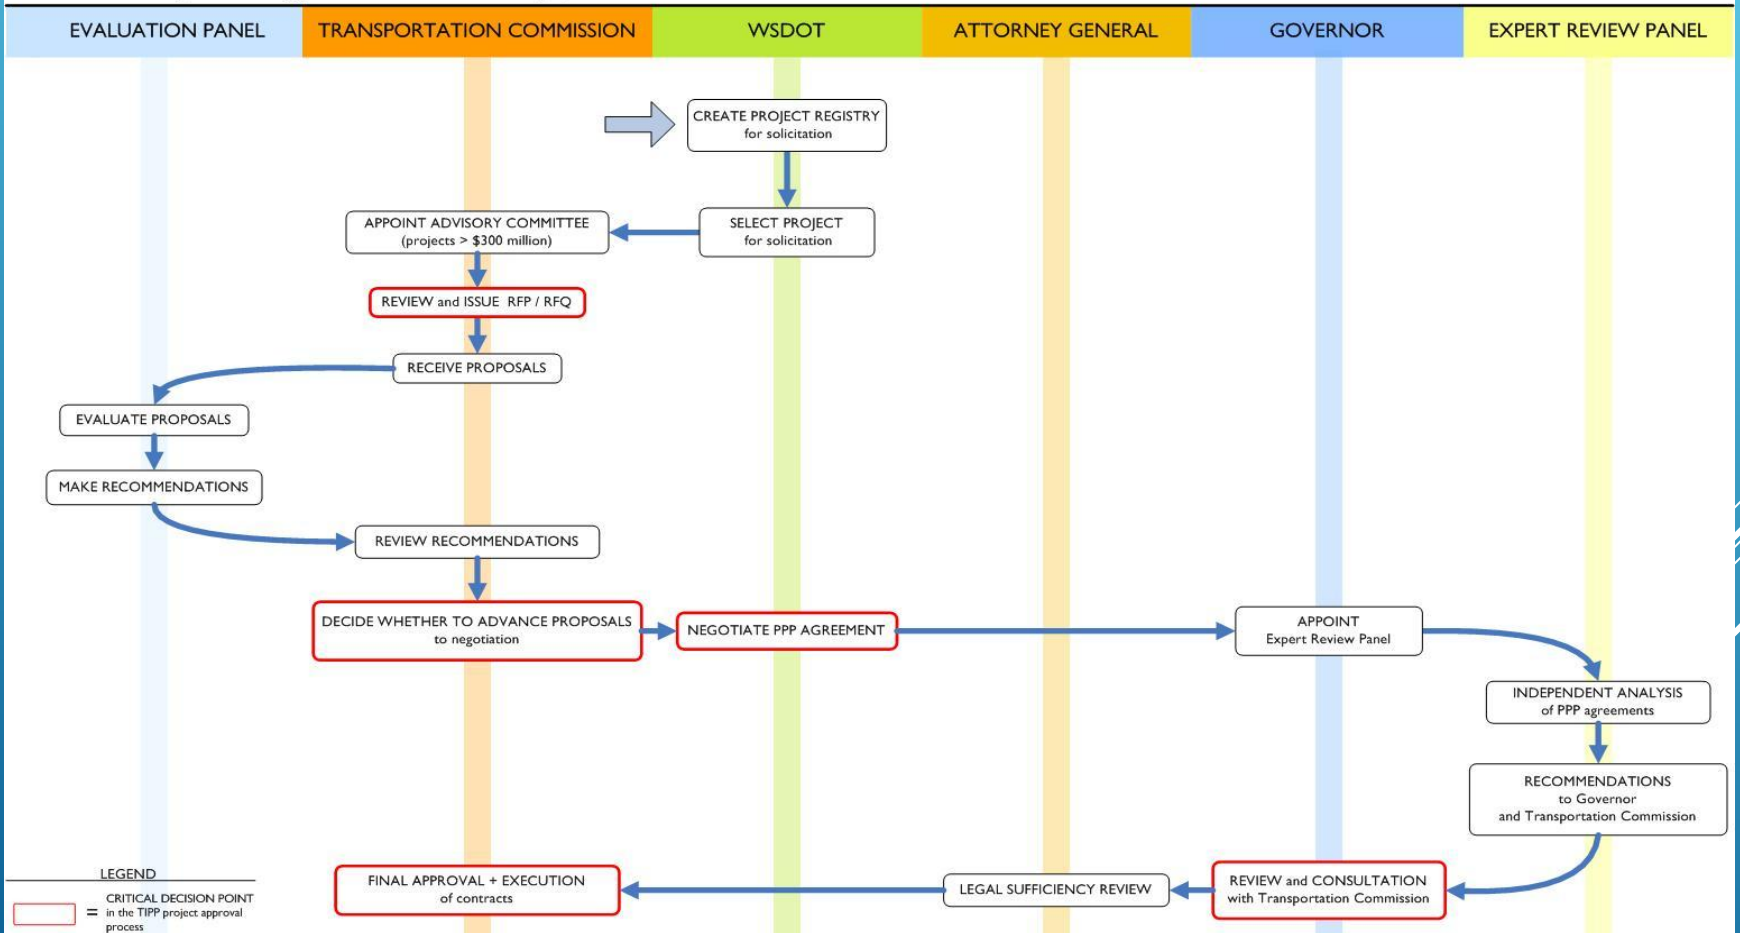 EVALUATION PANEL
TRANSPORTATION COMMISSION
WSDOT
ATTORNEY GENERAL
GOVERNOR
EXPERT REVIEW PANEL
CREATE PROJECT REGISTRY
for solicitation
SELECT PROJECT
for solicitation
APPOINT ADVISORY COMMITTEE
(projects > $300 million)
REVIEW and ISSUE RFP / RFQ
RECEIVE PROPOSALS
EVALUATE PROPOSALS
MAKE RECOMMENDATIONS
REVIEW RECOMMENDATIONS
DECIDE WHETHER TO ADVANCE PROPOSALS
to negotiation
NEGOTIATE PPP AGREEMENT
APPOINT
Expert Review Panel
INDEPENDENT ANALYSIS
of PPP agreements
RECOMMENDATIONS
to Governor
and Transportation Commission
REVIEW and CONSULTATION
with Transportation Commission
LEGAL SUFFICIENCY REVIEW
FINAL APPROVAL + EXECUTION
of contracts
LEGEND
= CRITICAL DECISION POINT
in the TIPP project approval
process